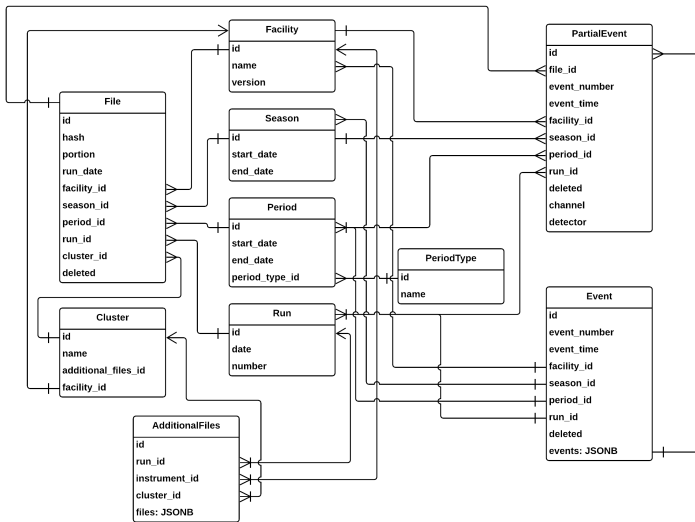 File
id
hash
portion
run_date
facility_id
season_id
period_id
run_id
cluster_id
deleted
Cluster
id
name
additional_files_id
facility_id
AdditionalFiles
id
run_id
instrument_id
cluster_id
files: JSONB
Facility
id
name
version
Season
id
start_date
end_date
Period
id
start_date
end_date
period_type_id
Run
id
date
number
PeriodType
id
name
PartialEvent
id
file_id
event_number
event_time
facility_id
season_id
period_id
run_id
deleted
channel
detector
Event
id
event_number
event_time
facility_id
season_id
period_id
run_id
deleted
events: JSONB